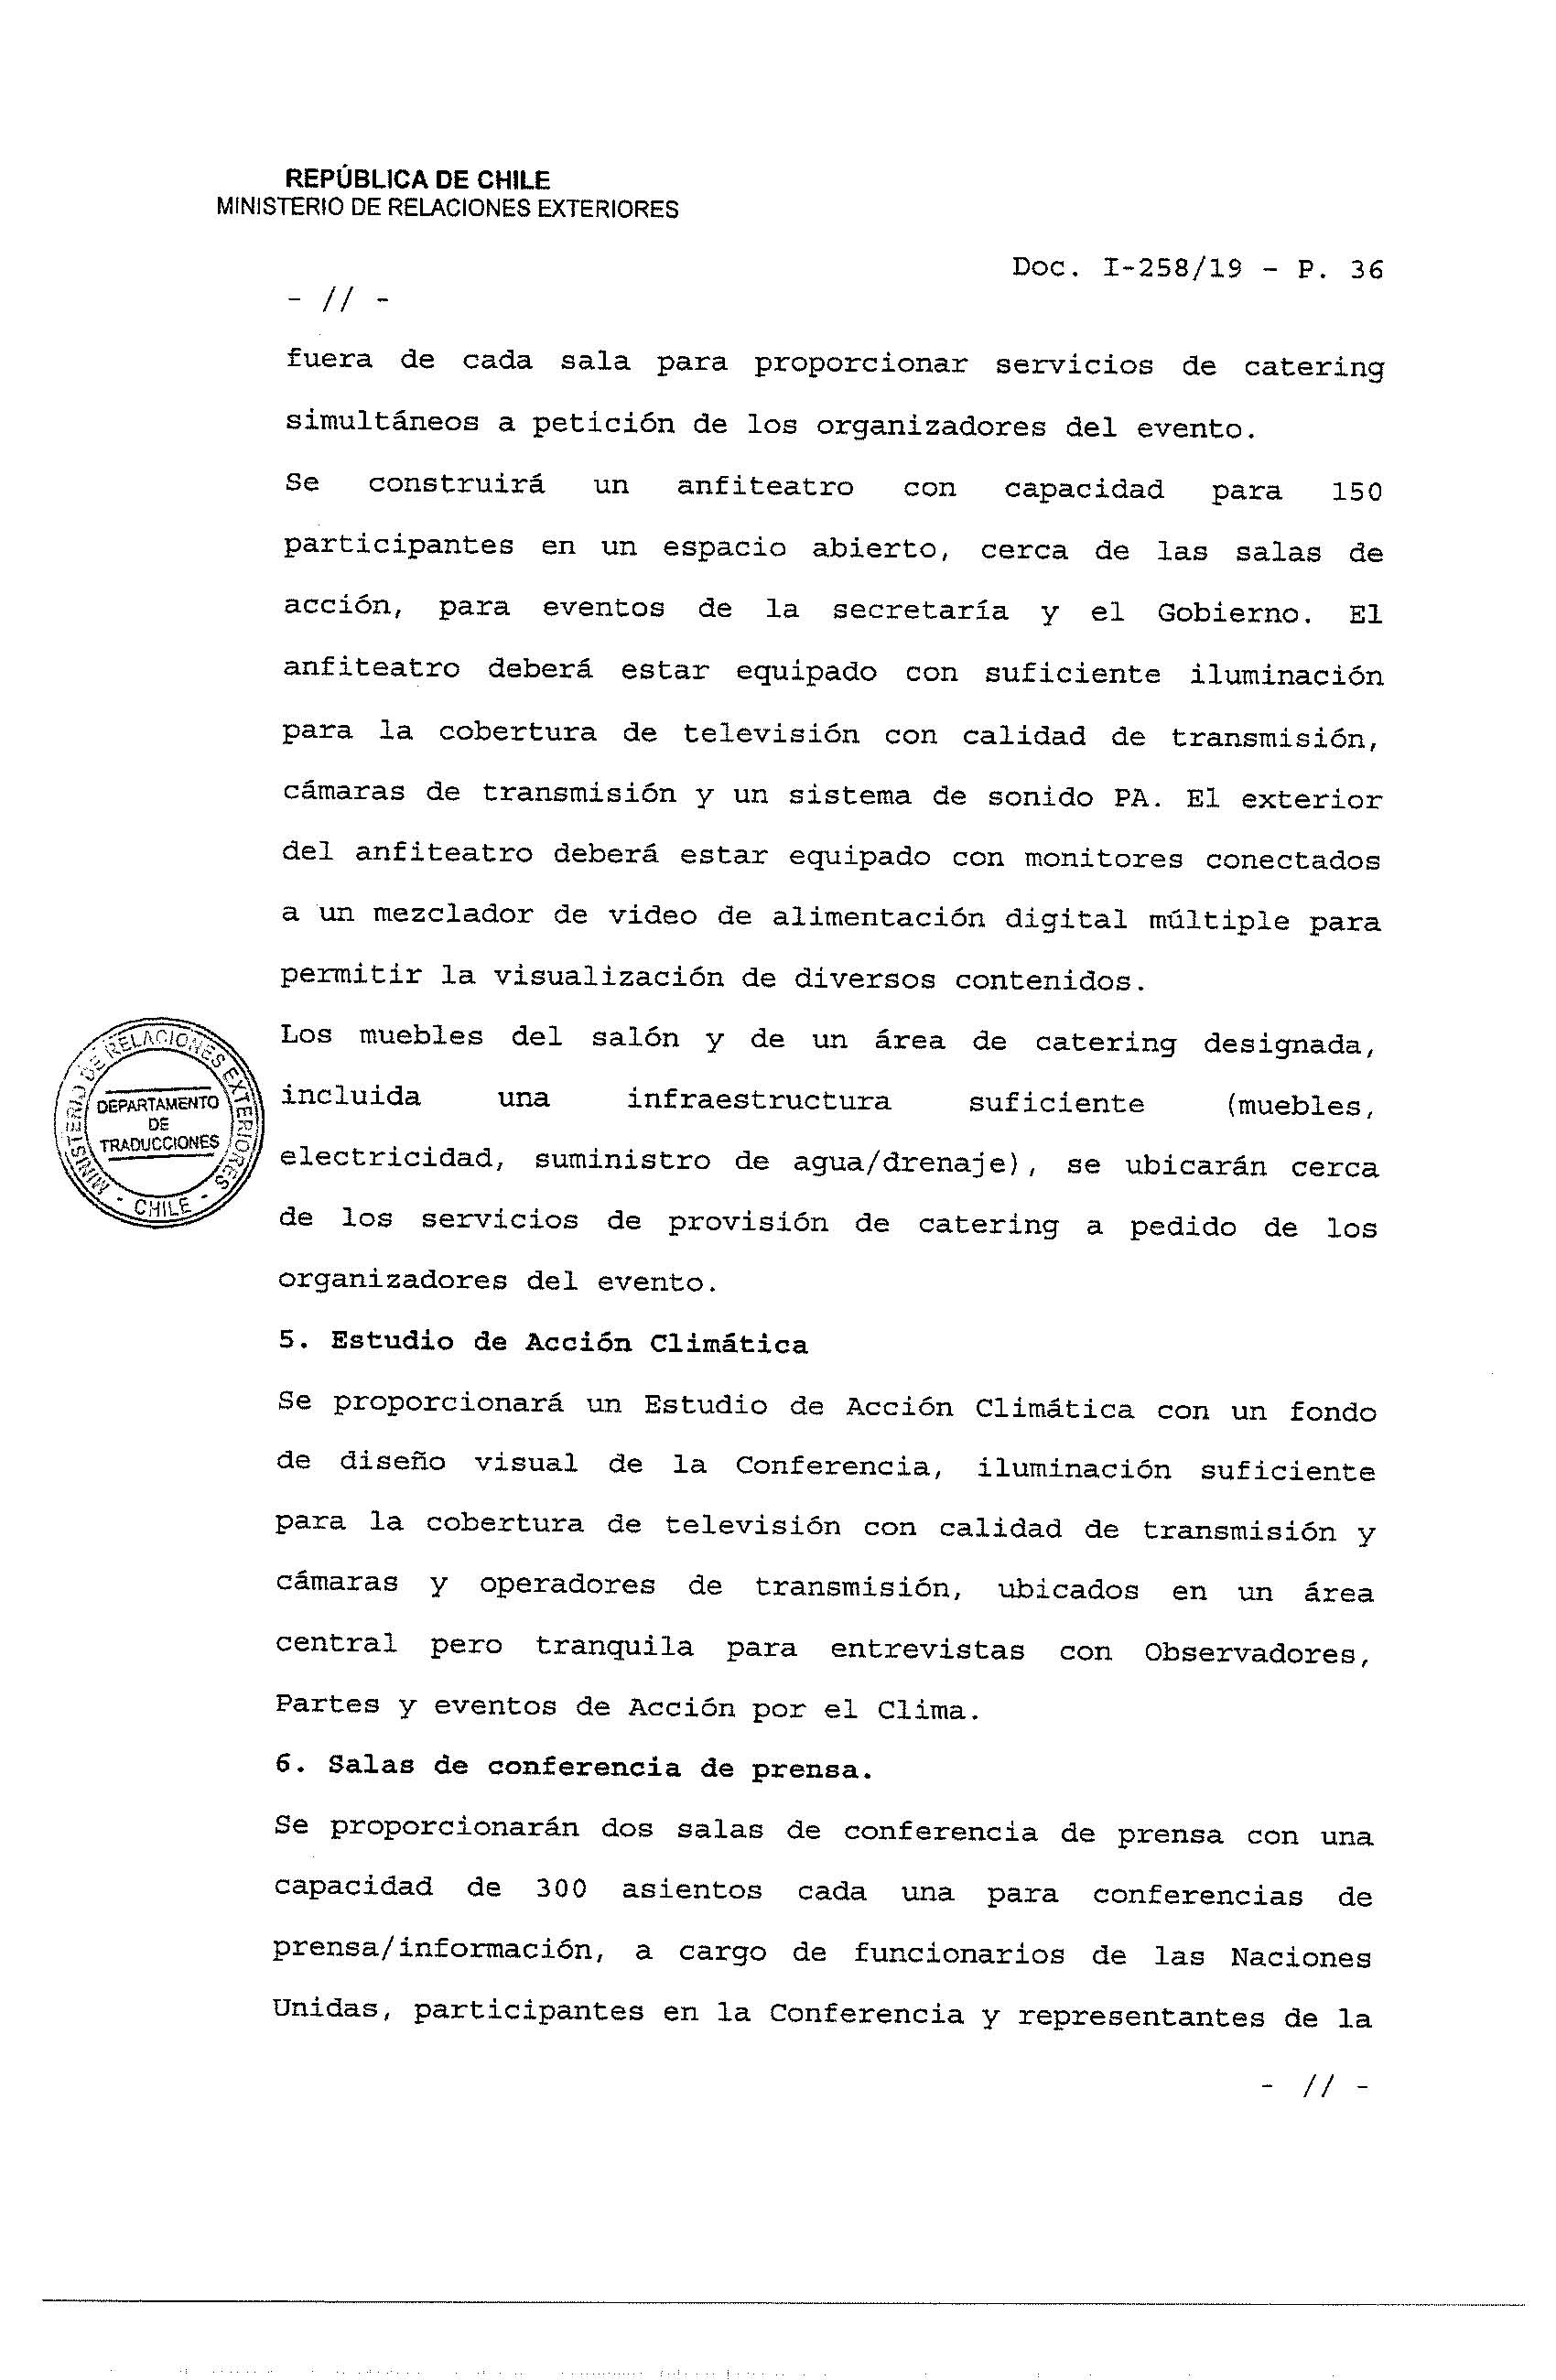 REPÚBLICA DE CHILE
MINISTERIO DE RELACIONES EXTERIORES
Doc. I-258/19 - P. 36
- // -
fuera de cada sala para proporcionar servicios de catering
simultáneos a petición de los organizadores del evento.
Se construirá un anfiteatro con capacidad para 150
participantes en un espacio abierto, cerca de las salas de
acción, para eventos de la secretaría y el Gobierno. El
anfiteatro deberá estar equipado con suficiente iluminación
para la cobertura de televisión con calidad de transmisión,
cámaras de transmisión y un sistema de sonido PA. El exterior
del anfiteatro deberá estar equipado con monitores conectados
a un mezclador de video de alimentación digital múltiple para
permitir la visualización de diversos contenidos.
Los muebles del salón y de un área de catering designada,
incluida una infraestructura suficiente (muebles,
electricidad, suministro de agua/drenaje), se ubicarán cerca
de los servicios de provisión de catering a pedido de los
organizadores del evento.
MINISTERIO DE RELACIONES EXTERIORES
DEPARTAMENTO
DE
TRADUCCIONES
- CHILE -
5. Estudio de Acción Climática
Se proporcionará un Estudio de Acción Climática con un fondo
de diseño visual de la Conferencia, iluminación suficiente
para la cobertura de televisión con calidad de transmisión y
cámaras y operadores de transmisión, ubicados en un área
central pero tranquila para entrevistas con Observadores,
Partes y eventos de Acción por el Clima.
6. Salas de conferencia de prensa.
Se proporcionarán dos salas de conferencia de prensa con una
capacidad de 300 asientos cada una para conferencias de
prensa/información, a cargo de funcionarios de las Naciones
Unidas, participantes en la Conferencia y representantes de la
- // -